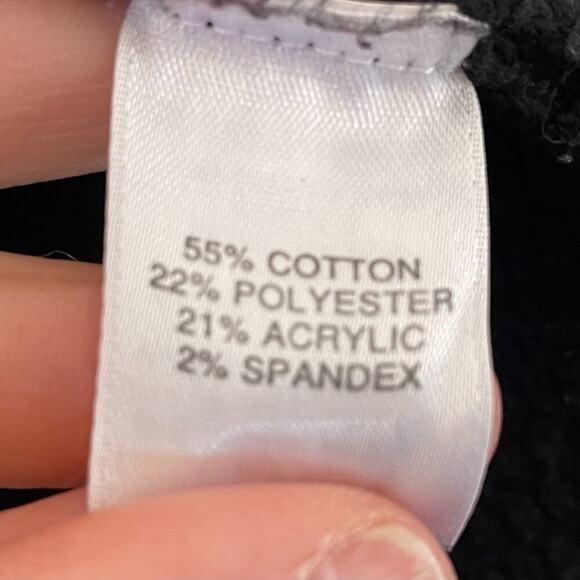 55% COTTON
22% POLYESTER
21% ACRYLIC
2% SPANDEX